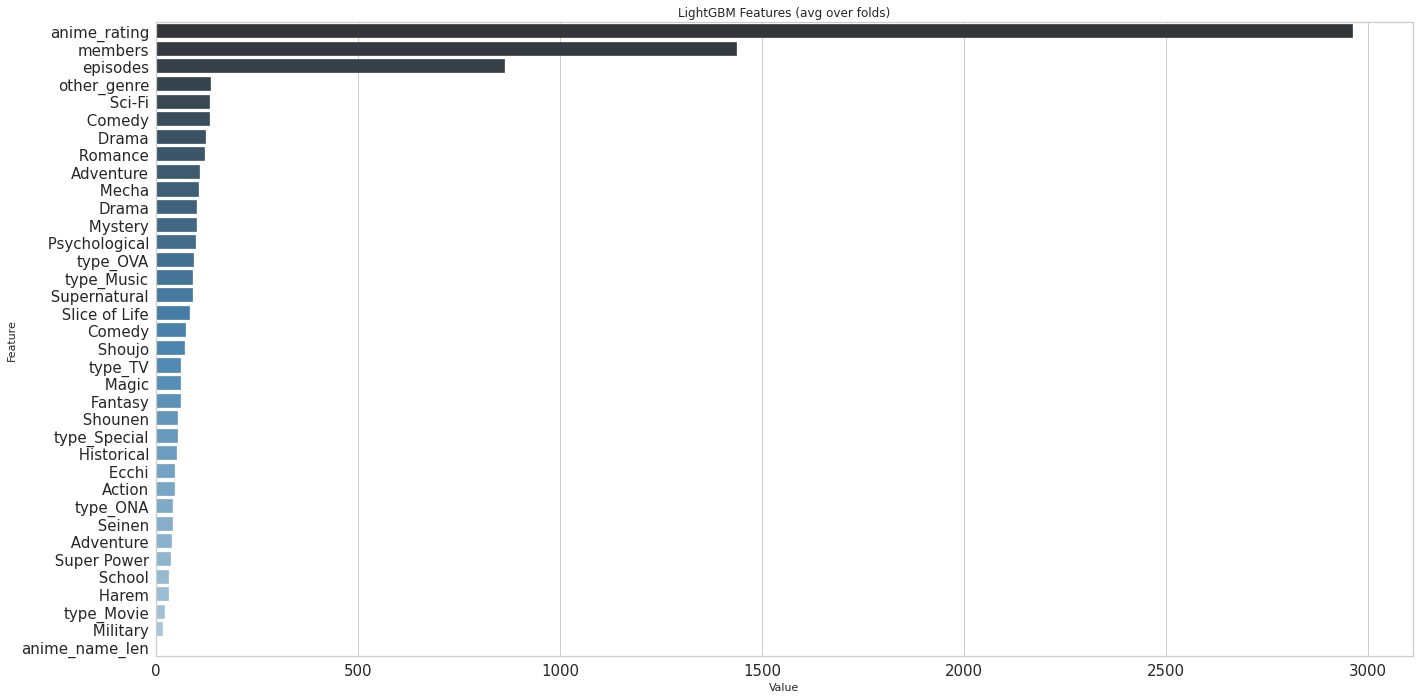 LightGBM Features (avg over folds)
anime_rating
members
episodes
other_genre
Sci-Fi
Comedy
Drama
Romance
Adventure
Mecha
Drama
Mystery
Psychological
type_OVA
type_Music
Supernatural
Slice of Life
Comedy
Shoujo
type_TV
Magic
Fantasy
Shounen
type_Special
Historical
Ecchi
Action
type_ONA
Seinen
Adventure
Super Power
School
Harem
type_Movie
Military
anime_name_len
Feature
0 500 1000 1500 2000 2500 3000
Value